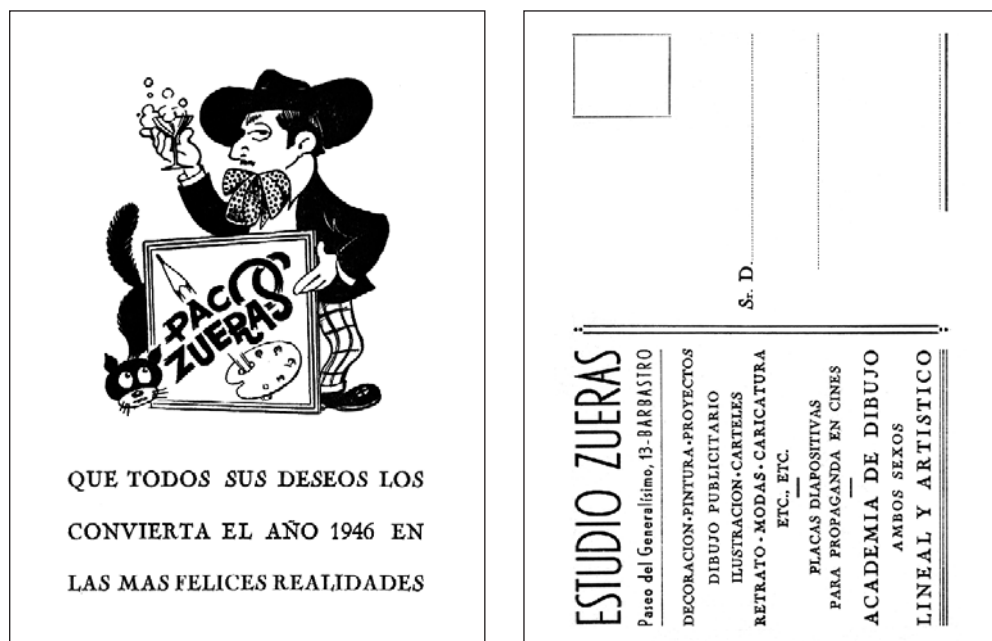 PACO
ZUERAS
QUE TODOS SUS DESEOS LOS
CONVIERTA EL AÑO 1946 EN
LAS MAS FELICES REALIDADES
ESTUDIO ZUERAS
Paseo del Generalísimo, 13-BARBASTRO
DECORACION·PINTURA·PROYECTOS
DIBUJO PUBLICITARIO
ILUSTRACION·CARTELES
RETRATO·MODAS·CARICATURA
ETC., ETC.
PLACAS DIAPOSITIVAS
PARA PROPAGANDA EN CINES
ACADEMIA DE DIBUJO
AMBOS SEXOS
LINEAL Y ARTISTICO
Sr. D.